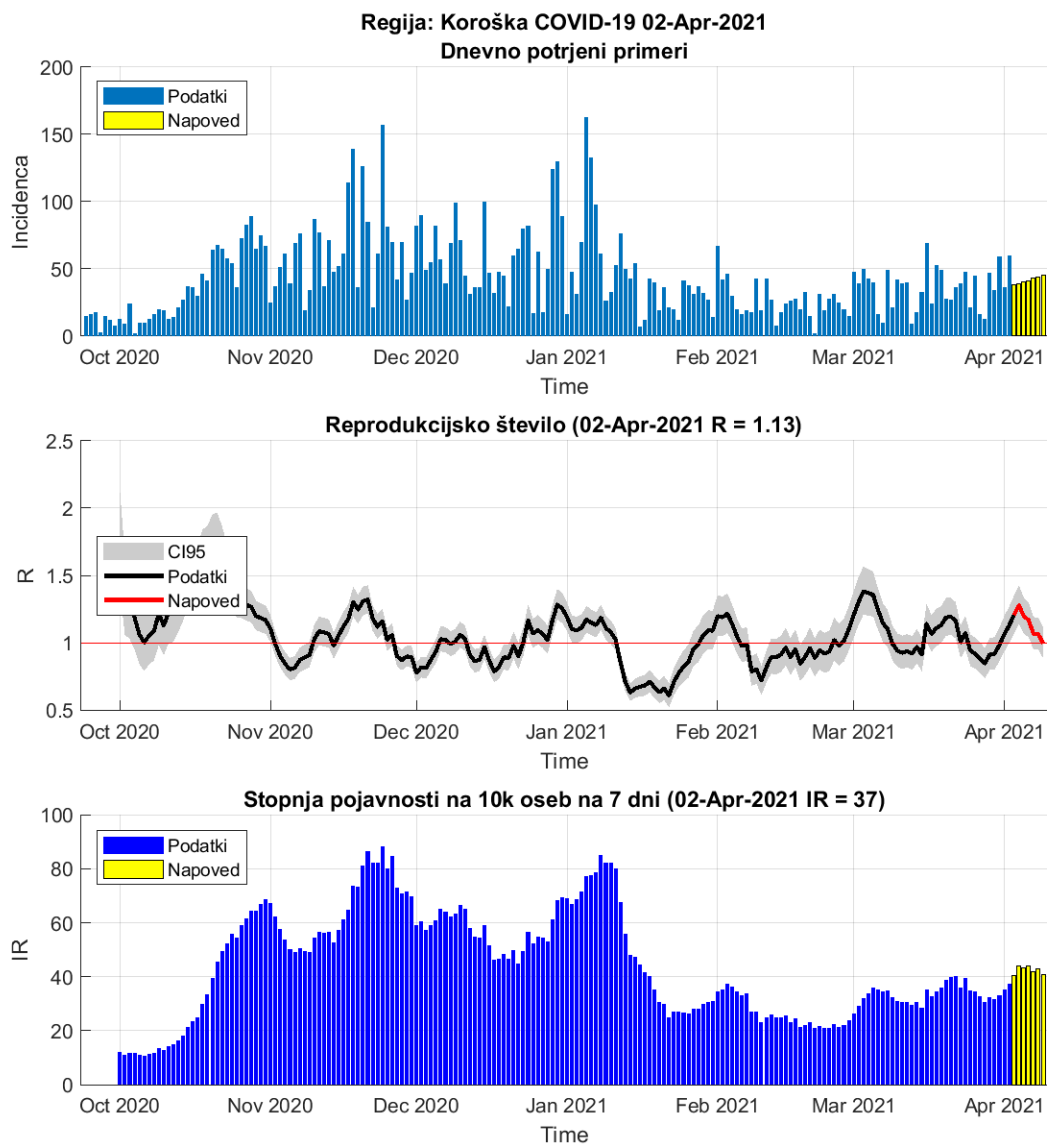 Regija: Koroška COVID-19 02-Apr-2021
Dnevno potrjeni primeri
200
150
100
50
0
Incidenca
Podatki
Napoved
Oct 2020 Nov 2020 Dec 2020 Jan 2021 Feb 2021 Mar 2021 Apr 2021
Time
Reprodukcijsko število (02-Apr-2021 R = 1.13)
2.5
2
1.5
1
0.5
R
CI95
Podatki
Napoved
Oct 2020 Nov 2020 Dec 2020 Jan 2021 Feb 2021 Mar 2021 Apr 2021
Time
Stopnja pojavnosti na 10k oseb na 7 dni (02-Apr-2021 IR = 37)
100
80
60
40
20
0
IR
Podatki
Napoved
Oct 2020 Nov 2020 Dec 2020 Jan 2021 Feb 2021 Mar 2021 Apr 2021
Time